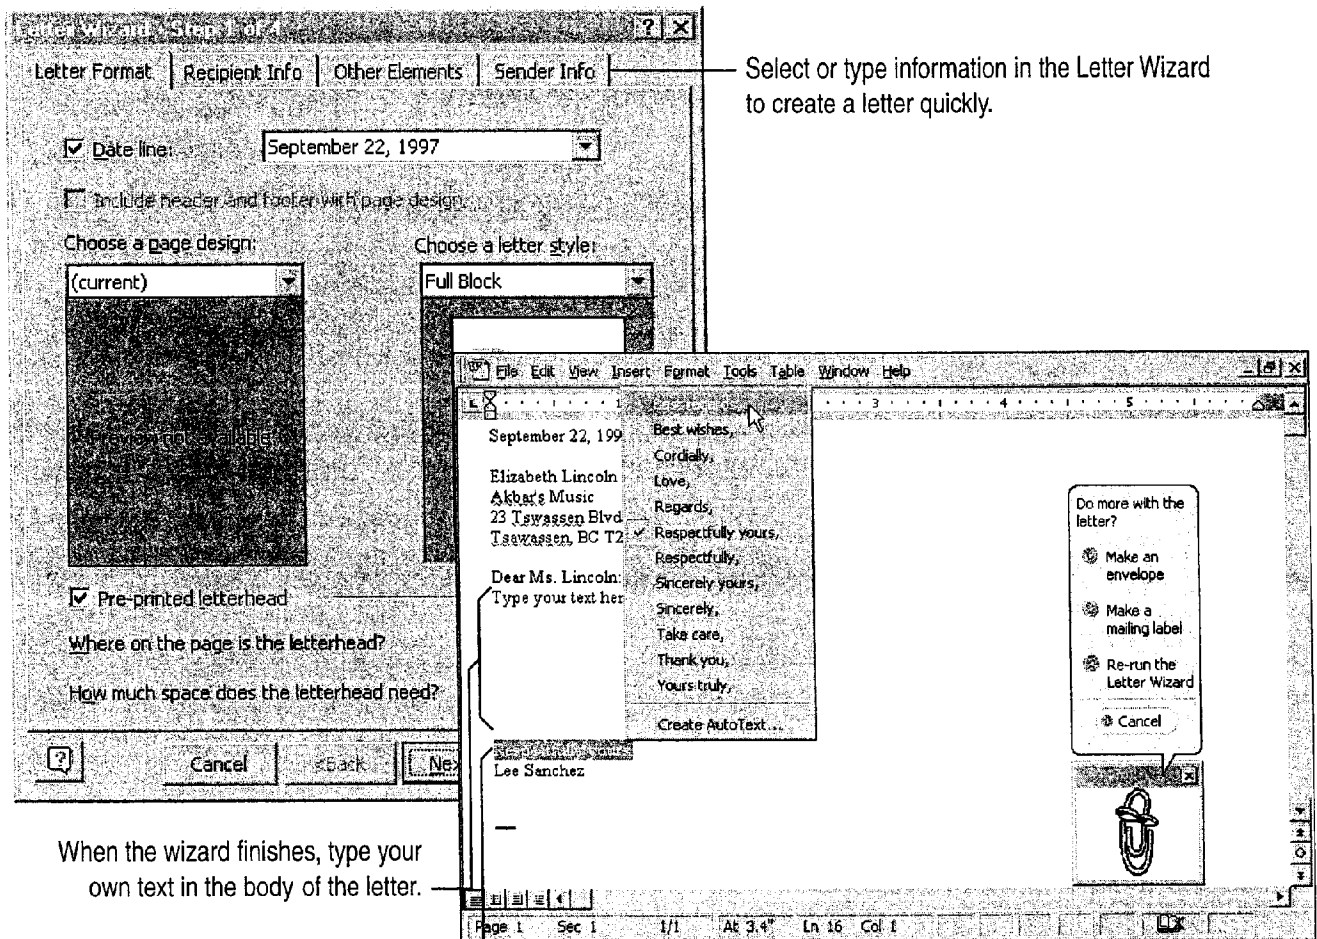 Letter Wizard - Step 1 of 4
Letter Format Recipient Info Other Elements Sender Info
Select or type information in the Letter Wizard
to create a letter quickly.
Date line: September 22, 1997
Include header and footer with page design
Choose a page design:
(current)
Preview not available
Choose a letter style:
Full Block
Pre-printed letterhead
Where on the page is the letterhead?
How much space does the letterhead need?
Cancel <Back Nex
File Edit View Insert Format Tools Table Window Help
1 3 4 5
September 22, 199
Elizabeth Lincoln
Akbar's Music
23 Tswassen Blvd
Tsawassen, BC T2
Dear Ms. Lincoln:
Type your text her
Lee Sanchez
Best wishes,
Cordially,
Love,
Regards,
Respectfully yours,
Respectfully,
Sincerely yours,
Sincerely,
Take care,
Thank you,
Yours truly,
Create AutoText...
Do more with the
letter?
Make an
envelope
Make a
mailing label
Re-run the
Letter Wizard
Cancel
When the wizard finishes, type your
own text in the body of the letter.
Page 1 Sec 1 1/1 At 3.4" Ln 16 Col 1